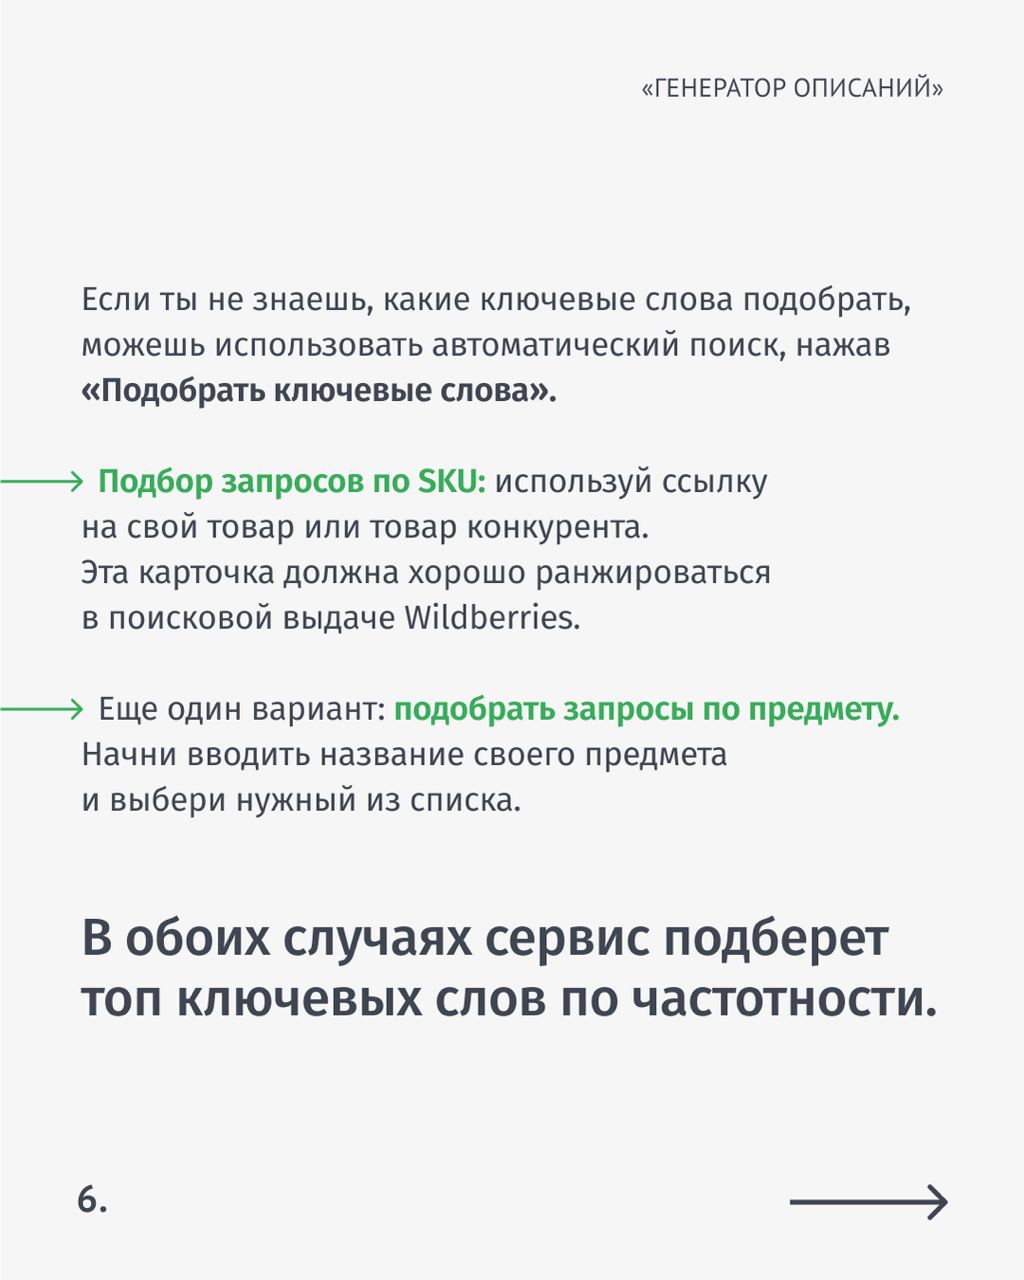 «ГЕНЕРАТОР ОПИСАНИЙ»
Если ты не знаешь, какие ключевые слова подобрать,
можешь использовать автоматический поиск, нажав
«Подобрать ключевые слова».
Подбор запросов по SKU: используй ссылку
на свой товар или товар конкурента.
Эта карточка должна хорошо ранжироваться
в поисковой выдаче Wildberries.
Еще один вариант: подобрать запросы по предмету.
Начни вводить название своего предмета
и выбери нужный из списка.
В обоих случаях сервис подберет
топ ключевых слов по частотности.
6.